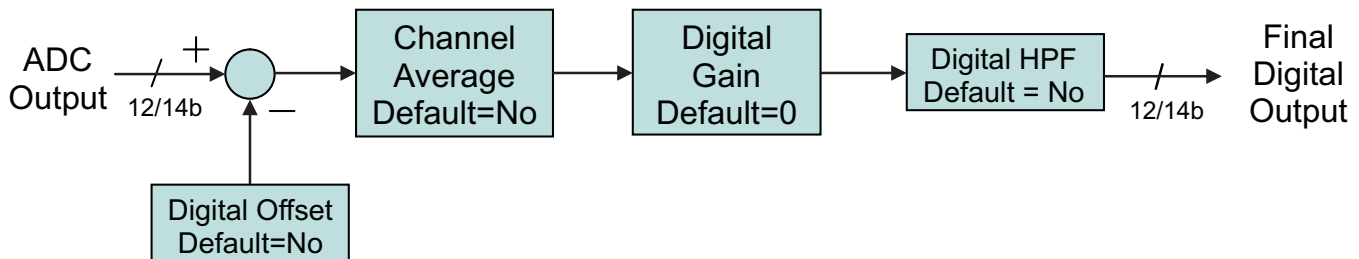 ADC
Output
12/14b
+
−
Digital Offset
Default=No
Channel
Average
Default=No
Digital
Gain
Default=0
Digital HPF
Default = No
12/14b
Final
Digital
Output